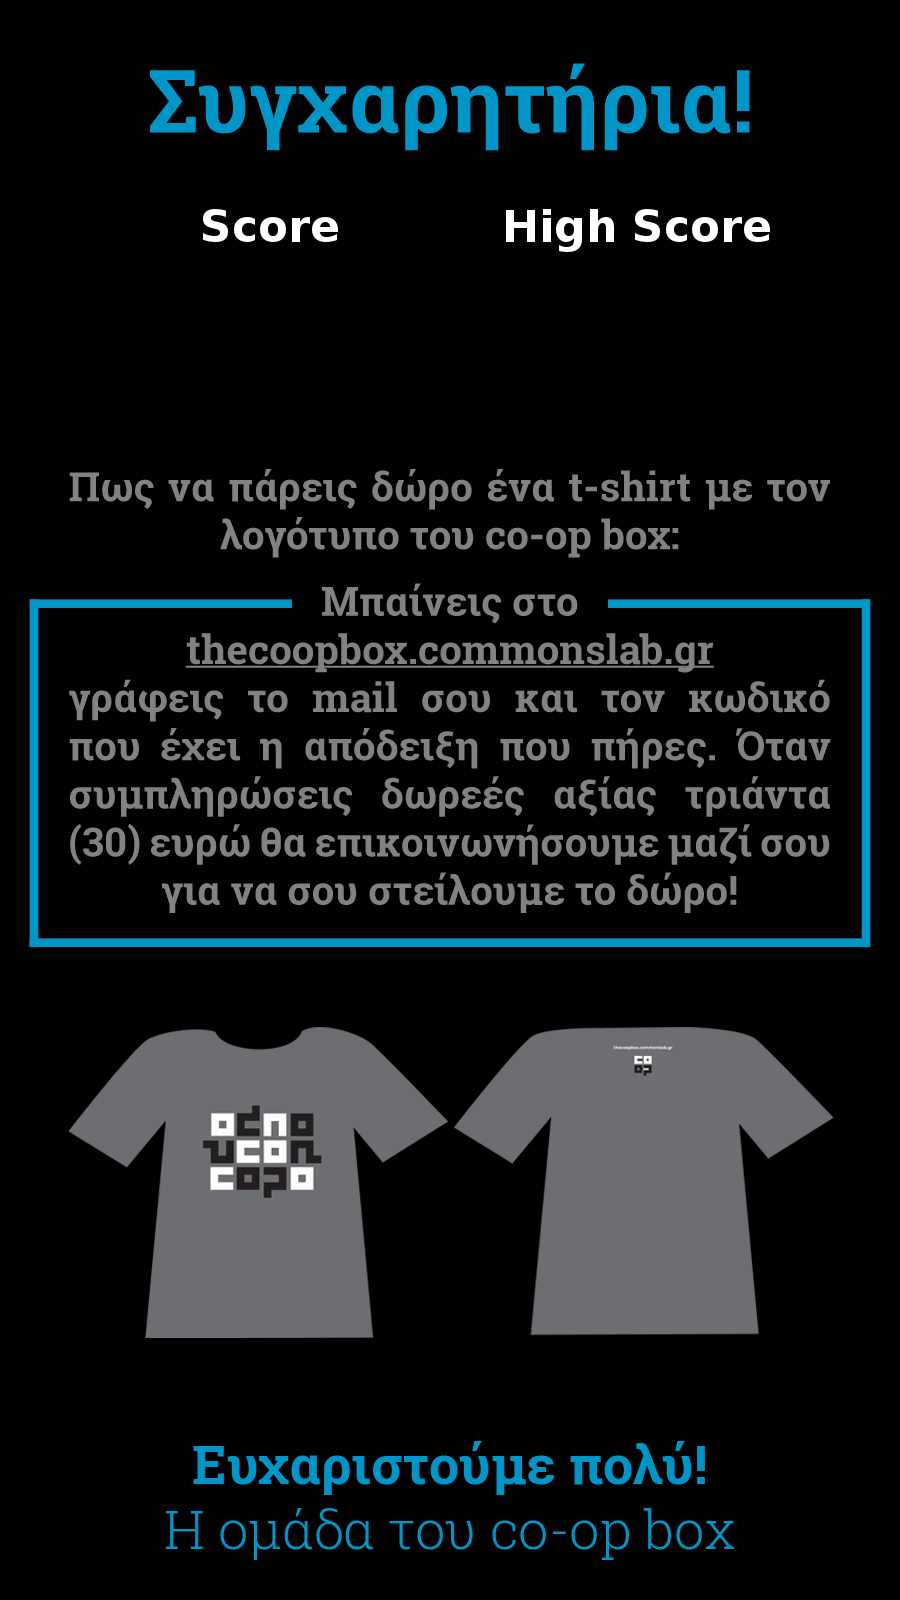 Συγχαρητήρια!
Score High Score
Πως να πάρεις δώρο ένα t-shirt με τον
λογότυπο του co-op box:
Μπαίνεις στο
thecoopbox.commonslab.gr
γράφεις το mail σου και τον κωδικό
που έχει η απόδειξη που πήρες. Όταν
συμπληρώσεις δωρεές αξίας τριάντα
(30) ευρώ θα επικοινωνήσουμε μαζί σου
για να σου στείλουμε το δώρο!
thecoopbox.commonslab.gr
co
op
Ευχαριστούμε πολύ!
Η ομάδα του co-op box